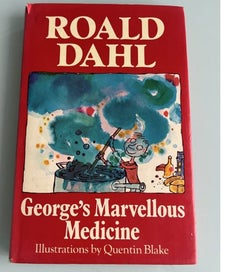 ROALD
DAHL
George's Marvellous
Medicine
Illustrations by Quentin Blake